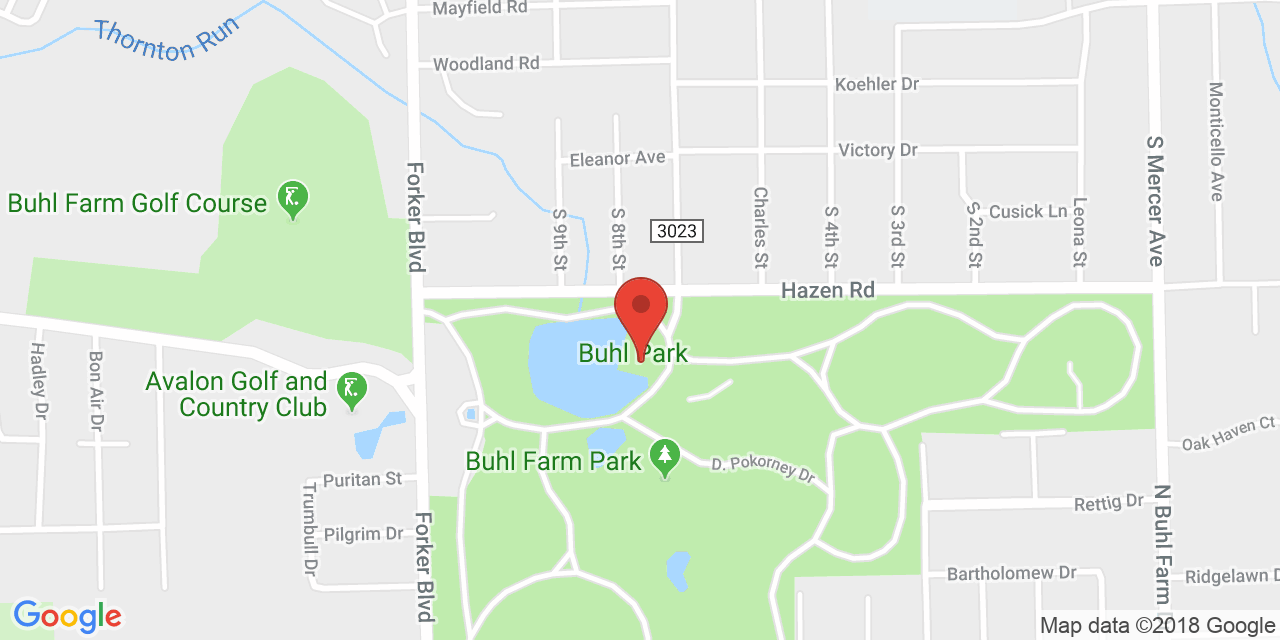 Mayfield Rd
Thornton Run
Woodland Rd
Koehler Dr
Monticello Ave
Eleanor Ave
Victory Dr
S Mercer Ave
Buhl Farm Golf Course
Forker Blvd
S 9th St
S 8th St
3023
Charles St
S 4th St
S 3rd St
S 2nd St
Cusick Ln
Leona St
Hazen Rd
Buhl Park
Hadley Dr
Bon Air Dr
Avalon Golf and
Country Club
Oak Haven Ct
Buhl Farm Park
D. Pokorney Dr
Puritan St
Trumbull Dr
Pilgrim Dr
Forker Blvd
Rettig Dr
N Buhl Farm
Bartholomew Dr
Ridgelawn D
Google
Map data ©2018 Google